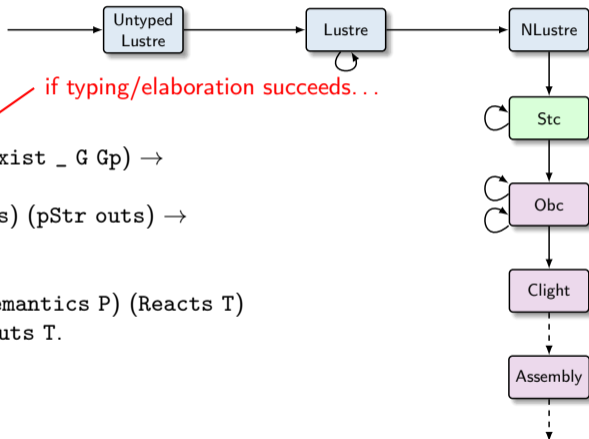 Untyped
Lustre
Lustre
NLustre
if typing/elaboration succeeds...
Stc
xist _ G Gp) →
s) (pStr outs) →
Obc
Clight
emantics P) (Reacts T)
uts T.
Assembly